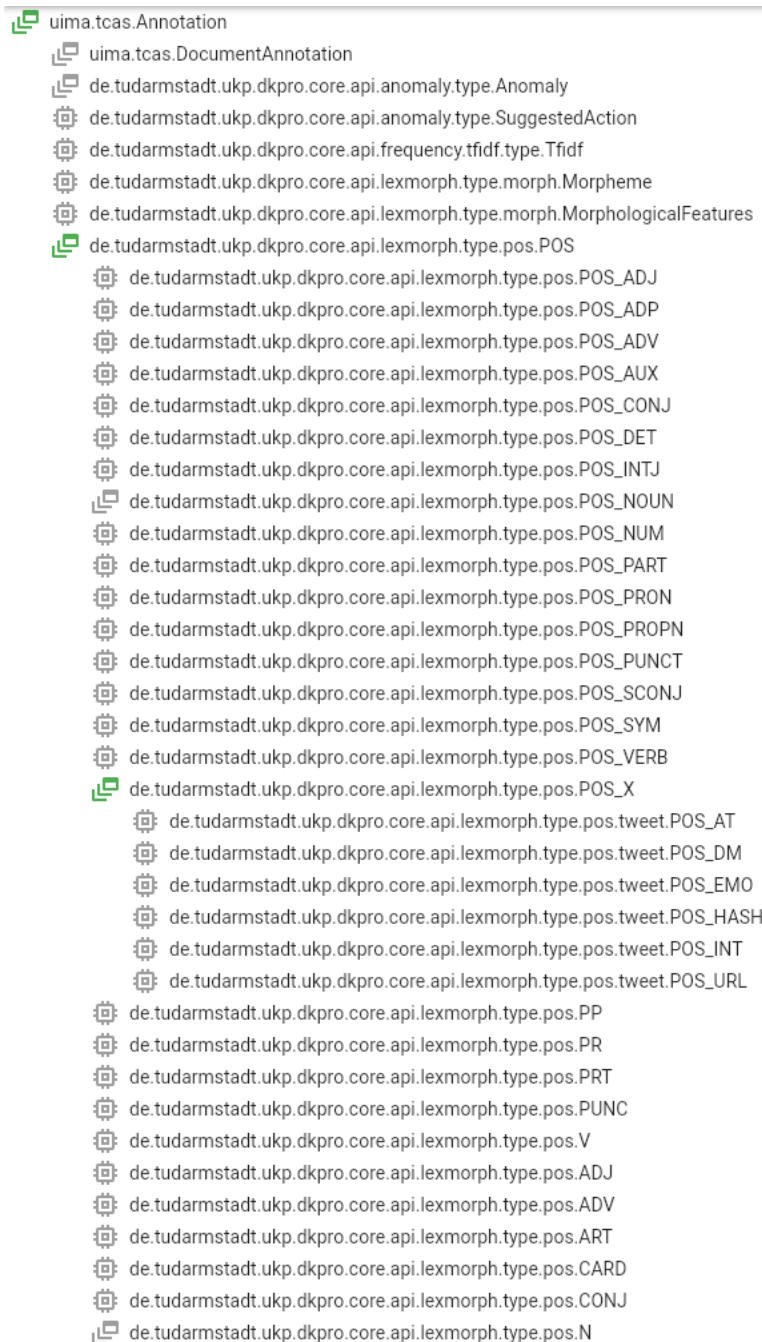 uima.tcas.Annotation
uima.tcas.DocumentAnnotation
de.tudarmstadt.ukp.dkpro.core.api.anomaly.type.Anomaly
de.tudarmstadt.ukp.dkpro.core.api.anomaly.type.SuggestedAction
de.tudarmstadt.ukp.dkpro.core.api.frequency.tfidf.type.Tfidf
de.tudarmstadt.ukp.dkpro.core.api.lexmorph.type.morph.Morpheme
de.tudarmstadt.ukp.dkpro.core.api.lexmorph.type.morph.MorphologicalFeatures
de.tudarmstadt.ukp.dkpro.core.api.lexmorph.type.pos.POS
de.tudarmstadt.ukp.dkpro.core.api.lexmorph.type.pos.POS_ADJ
de.tudarmstadt.ukp.dkpro.core.api.lexmorph.type.pos.POS_ADP
de.tudarmstadt.ukp.dkpro.core.api.lexmorph.type.pos.POS_ADV
de.tudarmstadt.ukp.dkpro.core.api.lexmorph.type.pos.POS_AUX
de.tudarmstadt.ukp.dkpro.core.api.lexmorph.type.pos.POS_CONJ
de.tudarmstadt.ukp.dkpro.core.api.lexmorph.type.pos.POS_DET
de.tudarmstadt.ukp.dkpro.core.api.lexmorph.type.pos.POS_INTJ
de.tudarmstadt.ukp.dkpro.core.api.lexmorph.type.pos.POS_NOUN
de.tudarmstadt.ukp.dkpro.core.api.lexmorph.type.pos.POS_NUM
de.tudarmstadt.ukp.dkpro.core.api.lexmorph.type.pos.POS_PART
de.tudarmstadt.ukp.dkpro.core.api.lexmorph.type.pos.POS_PRON
de.tudarmstadt.ukp.dkpro.core.api.lexmorph.type.pos.POS_PROPN
de.tudarmstadt.ukp.dkpro.core.api.lexmorph.type.pos.POS_PUNCT
de.tudarmstadt.ukp.dkpro.core.api.lexmorph.type.pos.POS_SCONJ
de.tudarmstadt.ukp.dkpro.core.api.lexmorph.type.pos.POS_SYM
de.tudarmstadt.ukp.dkpro.core.api.lexmorph.type.pos.POS_VERB
de.tudarmstadt.ukp.dkpro.core.api.lexmorph.type.pos.POS_X
de.tudarmstadt.ukp.dkpro.core.api.lexmorph.type.pos.tweet.POS_AT
de.tudarmstadt.ukp.dkpro.core.api.lexmorph.type.pos.tweet.POS_DM
de.tudarmstadt.ukp.dkpro.core.api.lexmorph.type.pos.tweet.POS_EMO
de.tudarmstadt.ukp.dkpro.core.api.lexmorph.type.pos.tweet.POS_HASH
de.tudarmstadt.ukp.dkpro.core.api.lexmorph.type.pos.tweet.POS_INT
de.tudarmstadt.ukp.dkpro.core.api.lexmorph.type.pos.tweet.POS_URL
de.tudarmstadt.ukp.dkpro.core.api.lexmorph.type.pos.PP
de.tudarmstadt.ukp.dkpro.core.api.lexmorph.type.pos.PR
de.tudarmstadt.ukp.dkpro.core.api.lexmorph.type.pos.PRT
de.tudarmstadt.ukp.dkpro.core.api.lexmorph.type.pos.PUNC
de.tudarmstadt.ukp.dkpro.core.api.lexmorph.type.pos.V
de.tudarmstadt.ukp.dkpro.core.api.lexmorph.type.pos.ADJ
de.tudarmstadt.ukp.dkpro.core.api.lexmorph.type.pos.ADV
de.tudarmstadt.ukp.dkpro.core.api.lexmorph.type.pos.ART
de.tudarmstadt.ukp.dkpro.core.api.lexmorph.type.pos.CARD
de.tudarmstadt.ukp.dkpro.core.api.lexmorph.type.pos.CONJ
de.tudarmstadt.ukp.dkpro.core.api.lexmorph.type.pos.N